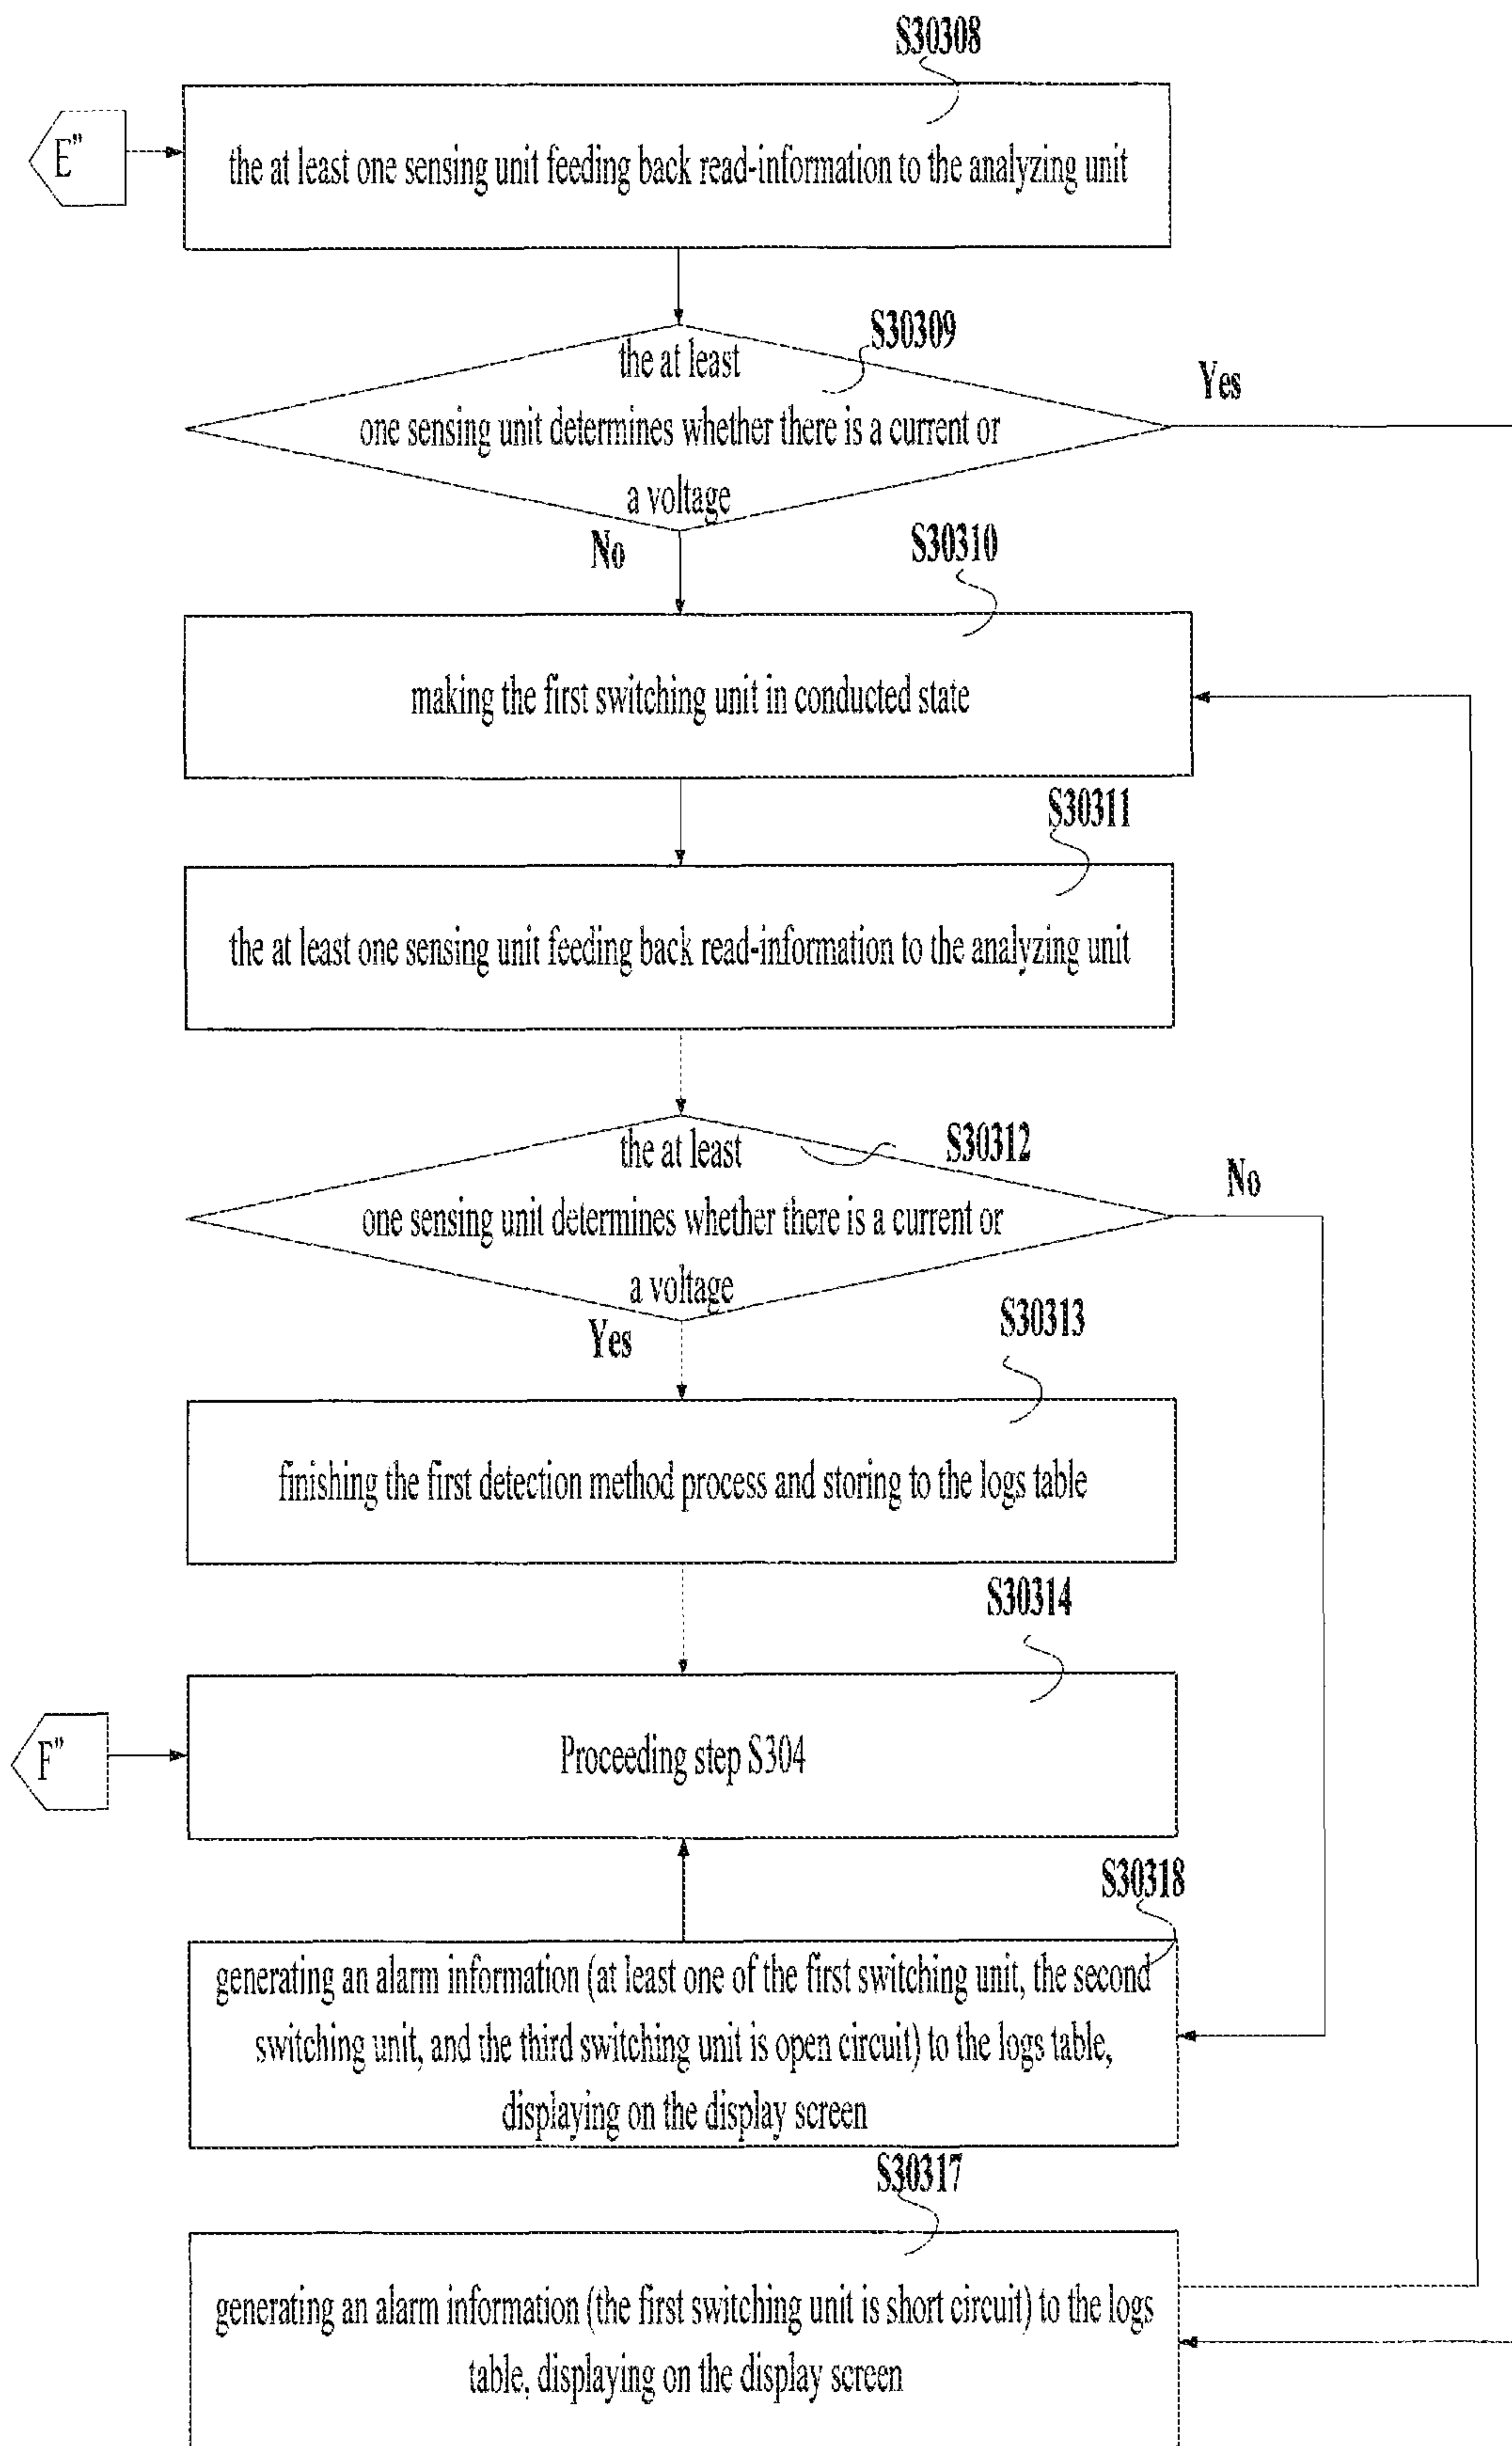 S30308
E"
the at least one sensing unit feeding back read-information to the analyzing unit
S30309
the at least
Yes
one sensing unit determines whether there is a current or
a voltage
No
S30310
making the first switching unit in conducted state
S30311
the at least one sensing unit feeding back read-information to the analyzing unit
S30312
the at least
No
one sensing unit determines whether there is a current or
a voltage
Yes
S30313
finishing the first detection method process and storing to the logs table
S30314
F"
Proceeding step S304
S30318
generating an alarm information (at least one of the first switching unit, the second
switching unit, and the third switching unit is open circuit) to the logs table,
displaying on the display screen
S30317
generating an alarm information (the first switching unit is short circuit) to the logs
table, displaying on the display screen